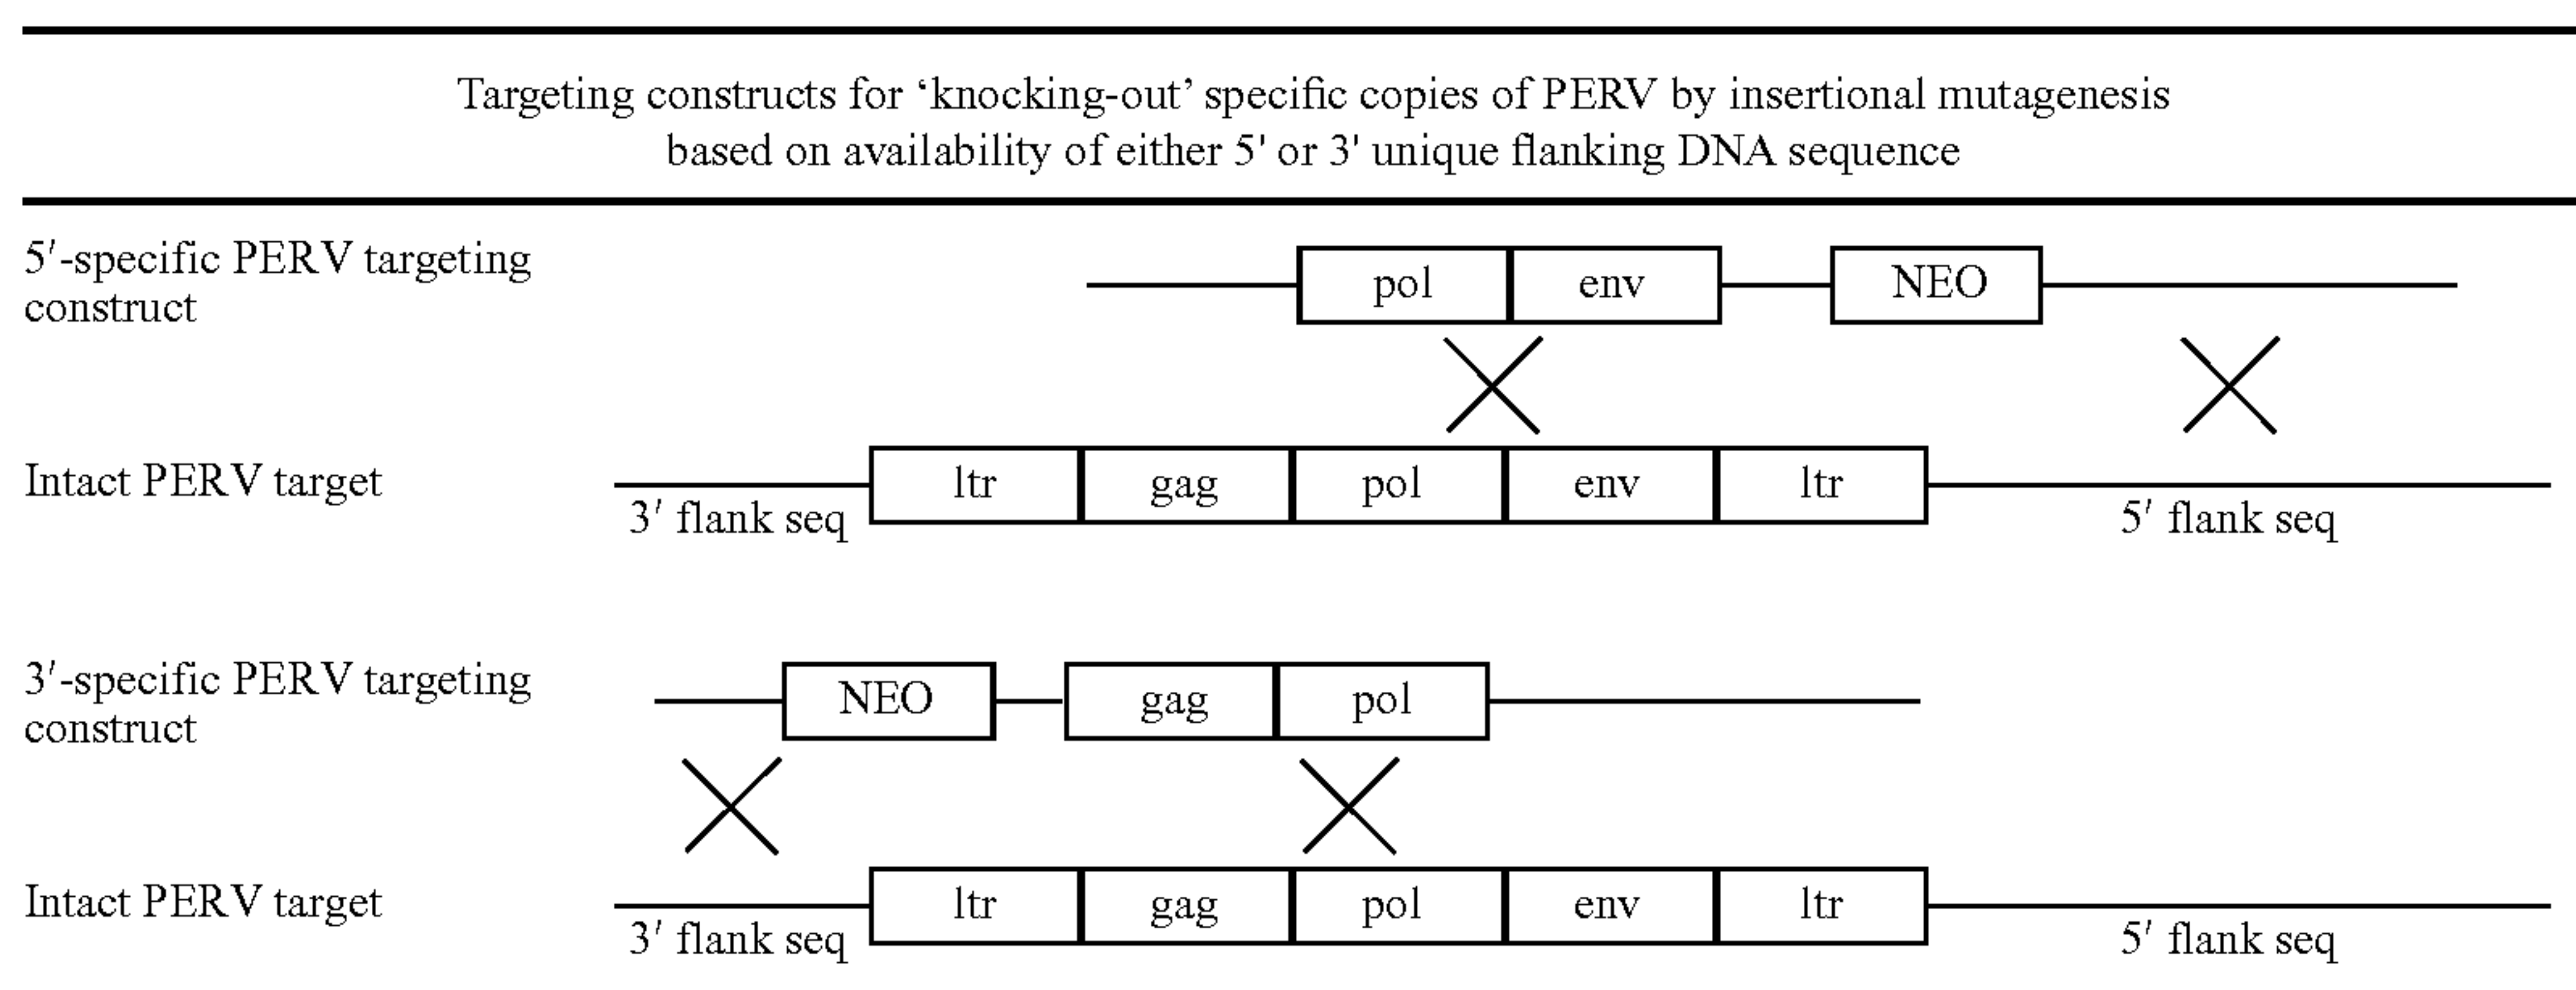 Targeting constructs for ‘knocking-out’ specific copies of PERV by insertional mutagenesis
based on availability of either 5' or 3' unique flanking DNA sequence
5′-specific PERV targeting
construct
pol env NEO
Intact PERV target
ltr gag pol env ltr
3′ flank seq 5′ flank seq
3′-specific PERV targeting
construct
NEO gag pol
Intact PERV target
ltr gag pol env ltr
3′ flank seq 5′ flank seq